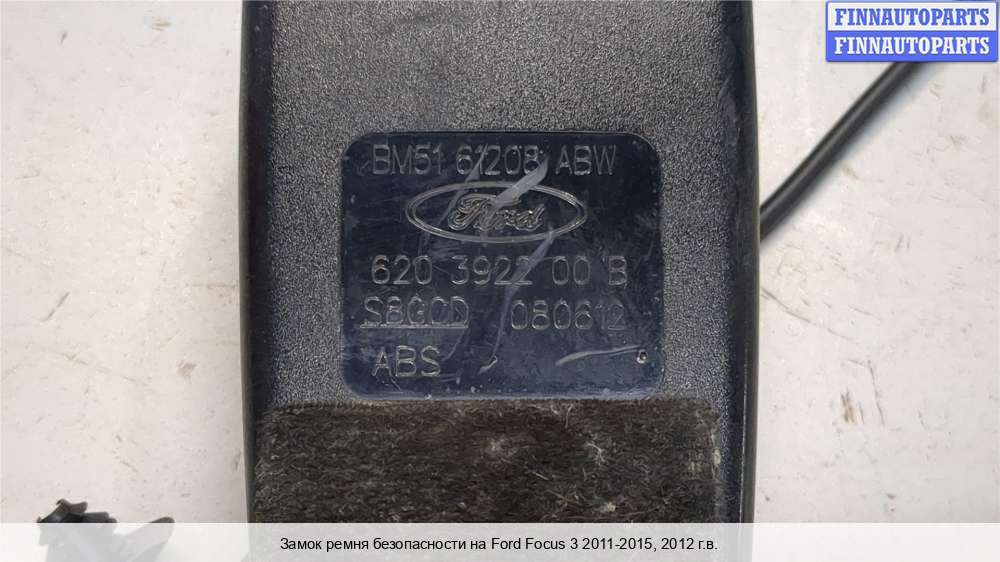 FINNAUTOPARTS
FINNAUTOPARTS
BM51 61208 ABW
Ford
620 3922 00 B
SBGCD 080612
ABS
Замок ремня безопасности на Ford Focus 3 2011-2015, 2012 г.в.